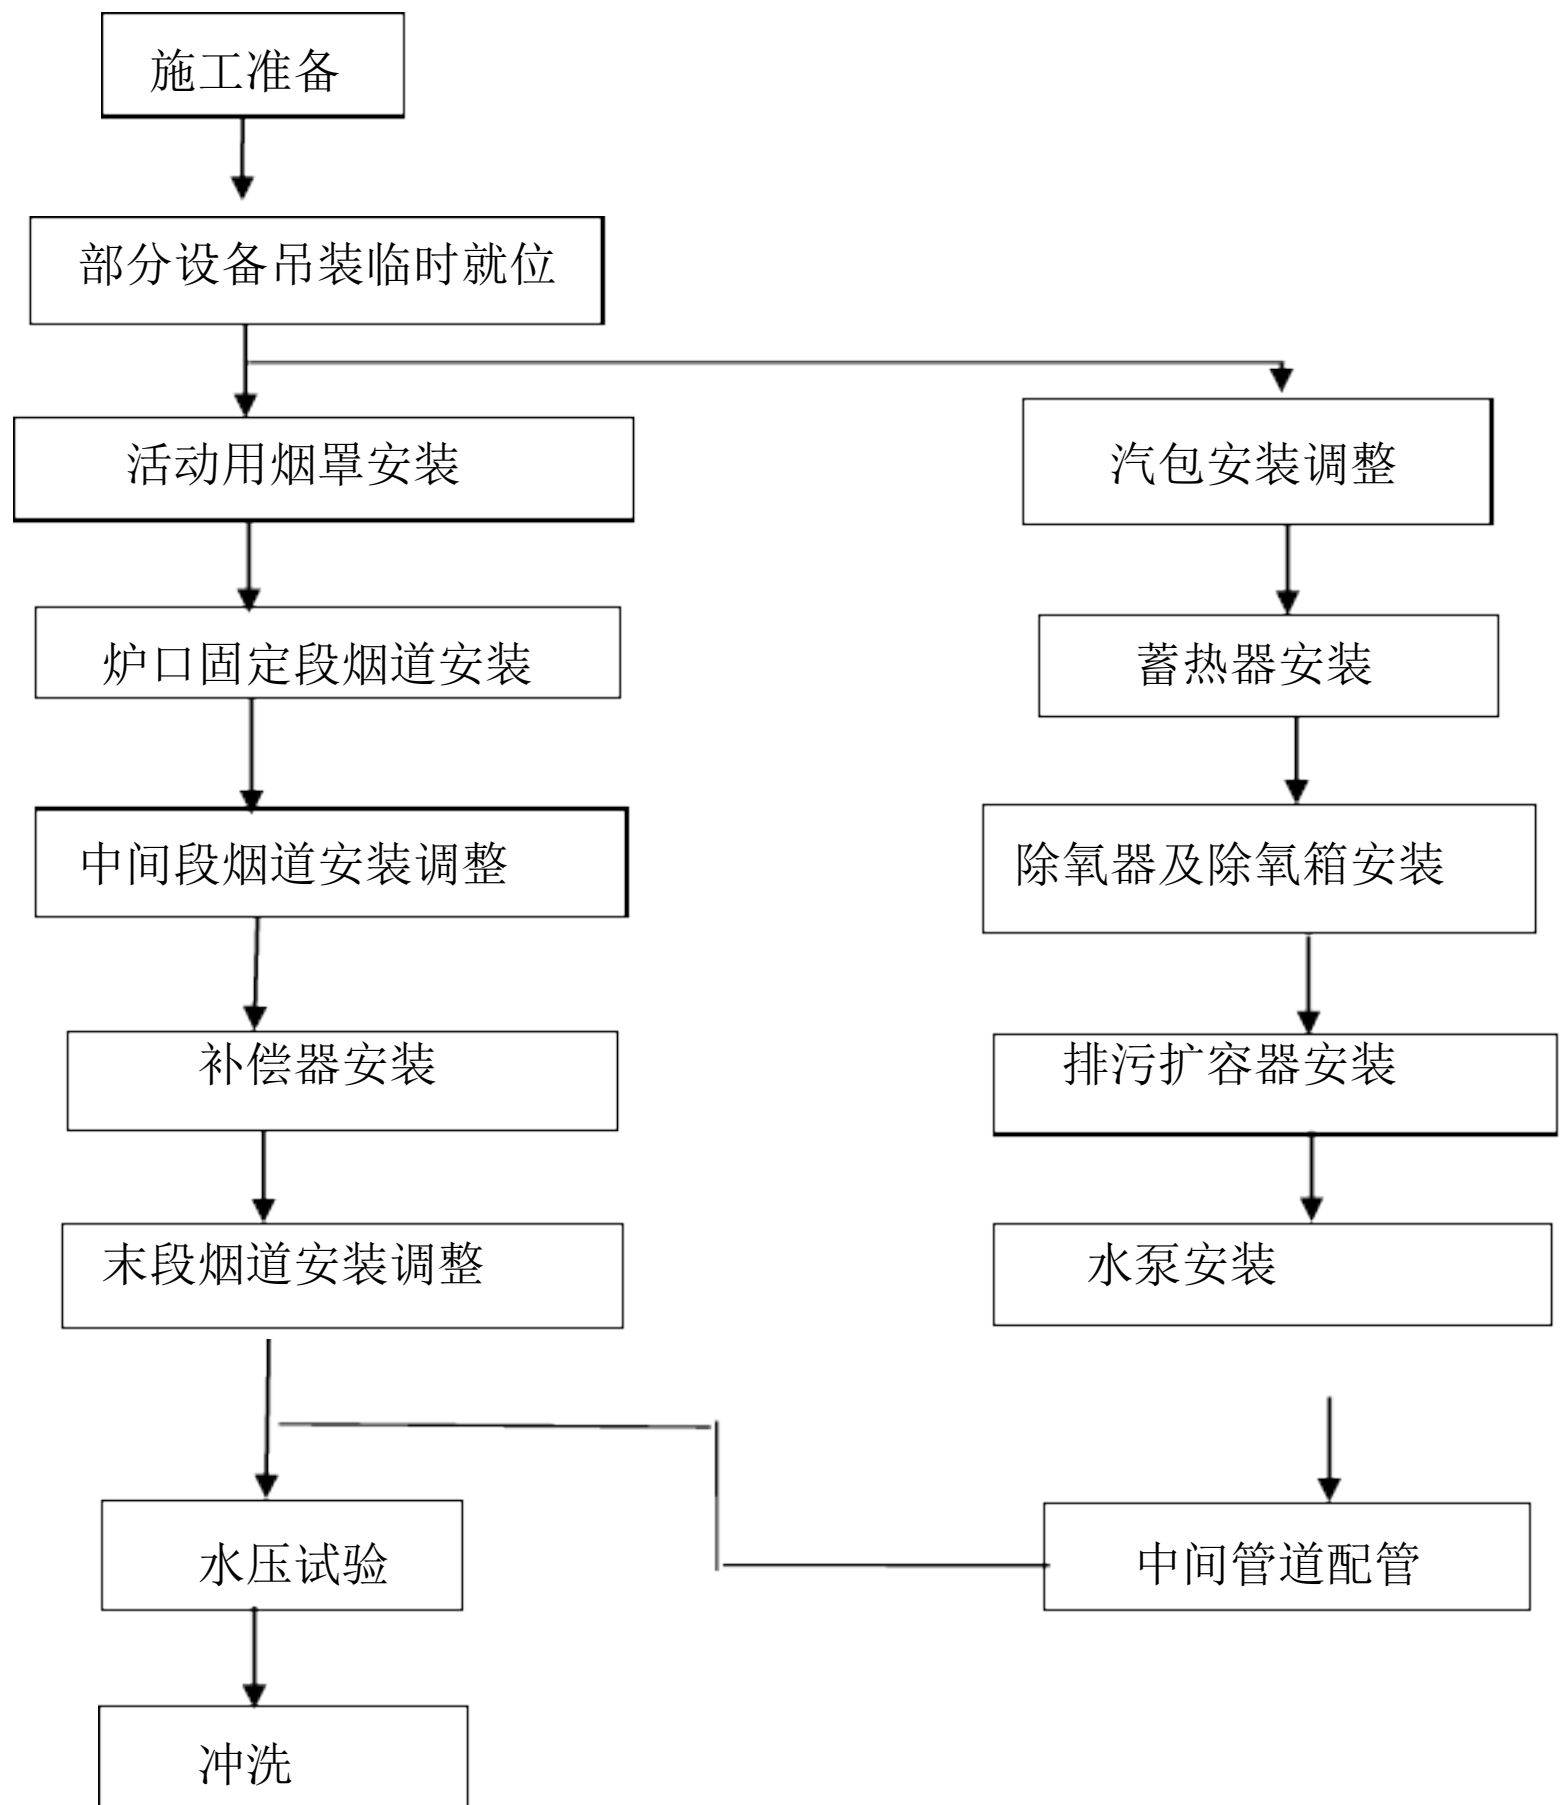 施工准备
部分设备吊装临时就位
活动用烟罩安装
汽包安装调整
炉口固定段烟道安装
蓄热器安装
中间段烟道安装调整
除氧器及除氧箱安装
补偿器安装
排污扩容器安装
末段烟道安装调整
水泵安装
水压试验
中间管道配管
冲洗